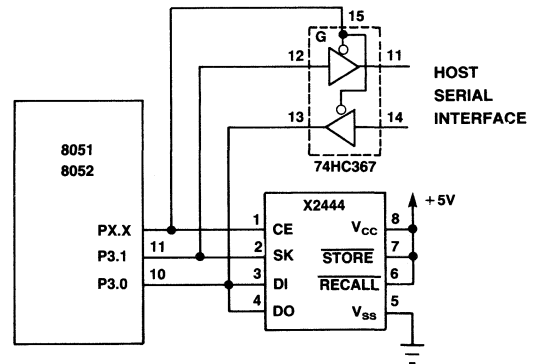 15
G
12
11
HOST
SERIAL
INTERFACE
13
14
74HC367
8051
8052
X2444
+5V
PX.X
1
CE
VCC
8
P3.1
11
2
SK
STORE
7
P3.0
10
3
DI
RECALL
6
4
DO
VSS
5